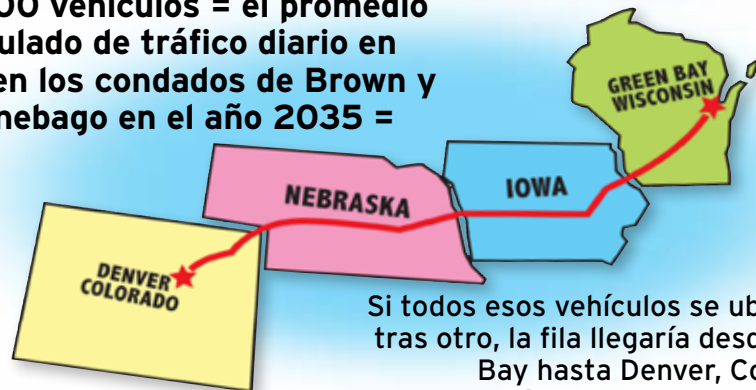 00 vehículos = el promedio
ulado de tráfico diario en
en los condados de Brown y
nebago en el año 2035 =
GREEN BAY
WISCONSIN
IOWA
NEBRASKA
DENVER
COLORADO
Si todos esos vehículos se ub
tras otro, la fila llegaría desd
Bay hasta Denver, Co